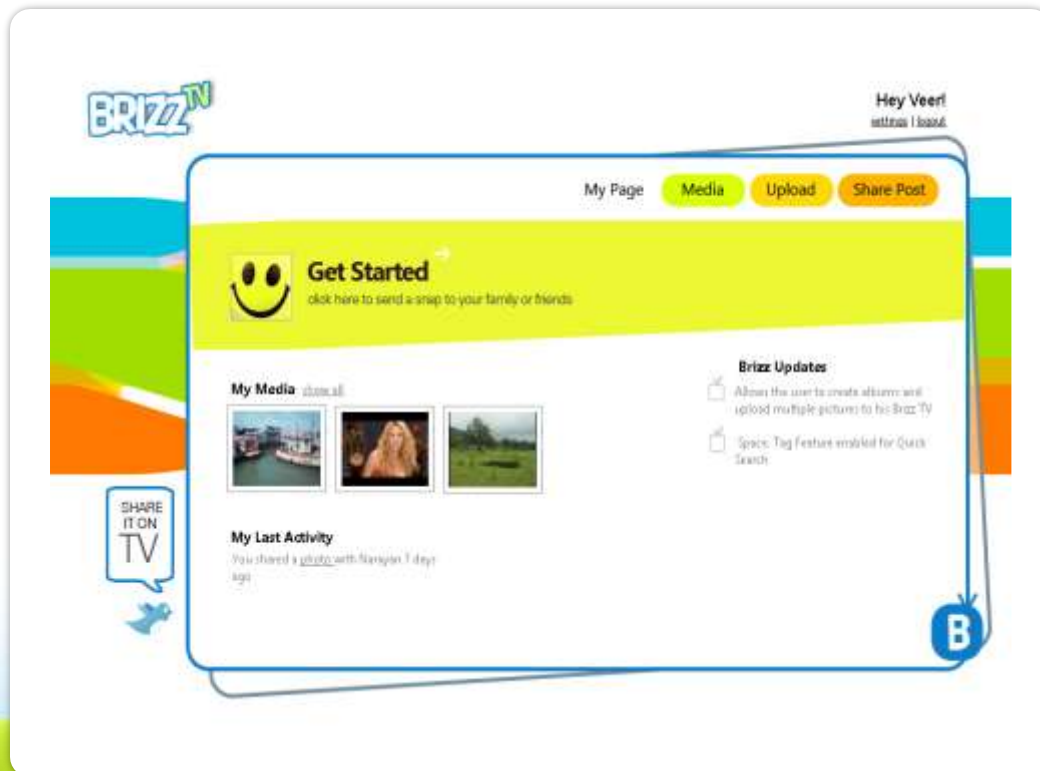 BRIZZ TV
Hey Veer!
settings | logout
My Page Media Upload Share Post
Get Started
click here to send a snap to your family or friends
My Media show all
Brizz Updates
Allows the user to create albums and
upload multiple pictures to his Brizz TV
Space, Tag Feature enabled for Quick
Search
SHARE
IT ON
TV
My Last Activity
You shared a photo with Narayan 7 days
ago
B